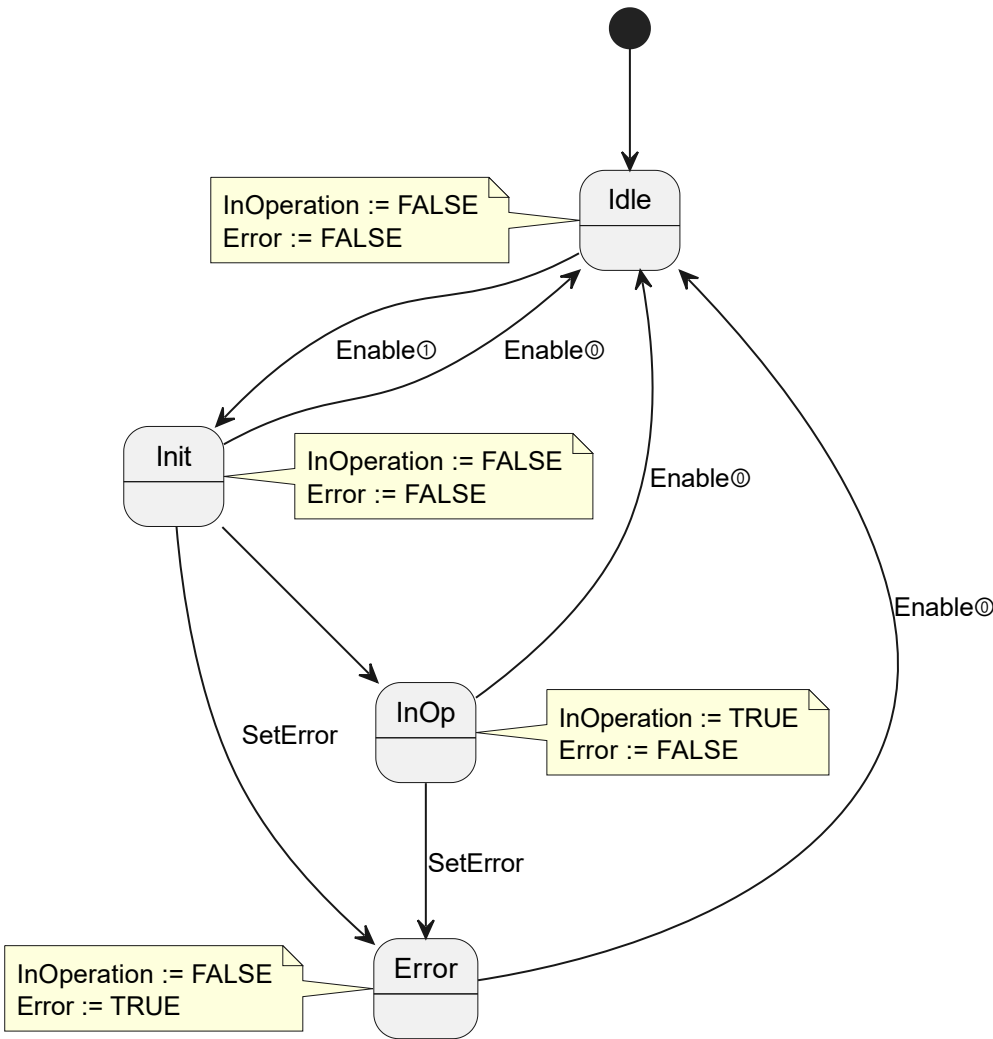 Idle
InOperation := FALSE
Error := FALSE
Enable⓵
Enable⓪
Init
InOperation := FALSE
Error := FALSE
Enable⓪
Enable⓪
InOp
InOperation := TRUE
Error := FALSE
SetError
SetError
Error
InOperation := FALSE
Error := TRUE